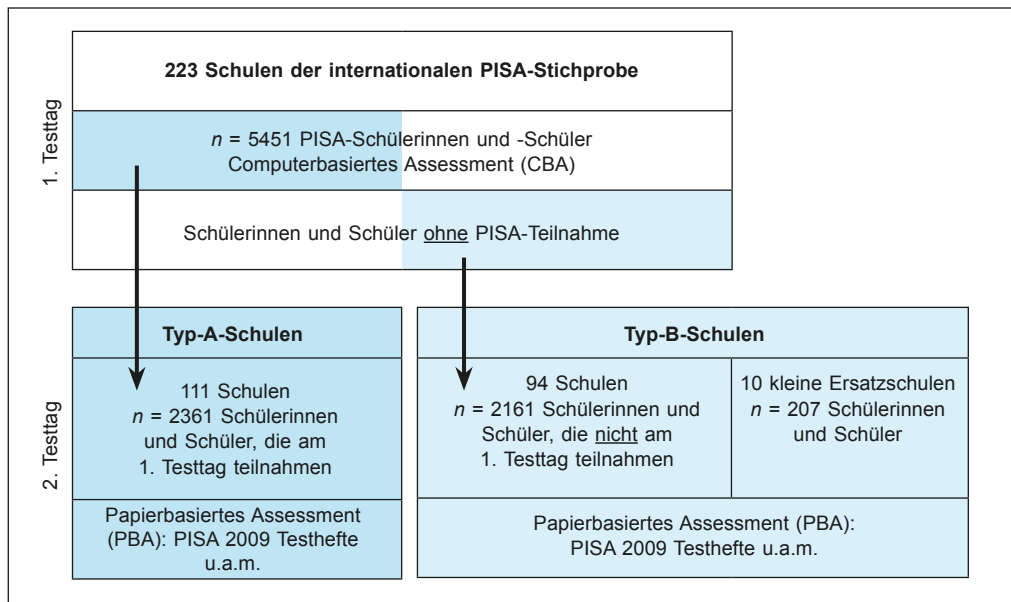 1. Testtag
223 Schulen der internationalen PISA-Stichprobe
n = 5451 PISA-Schülerinnen und -Schüler
Computerbasiertes Assessment (CBA)
Schülerinnen und Schüler ohne PISA-Teilnahme
2. Testtag
Typ-A-Schulen
111 Schulen
n = 2361 Schülerinnen
und Schüler, die am
1. Testtag teilnahmen
Papierbasiertes Assessment
(PBA): PISA 2009 Testhefte
u.a.m.
Typ-B-Schulen
94 Schulen
n = 2161 Schülerinnen und
Schüler, die nicht am
1. Testtag teilnahmen
10 kleine Ersatzschulen
n = 207 Schülerinnen
und Schüler
Papierbasiertes Assessment (PBA):
PISA 2009 Testhefte u.a.m.